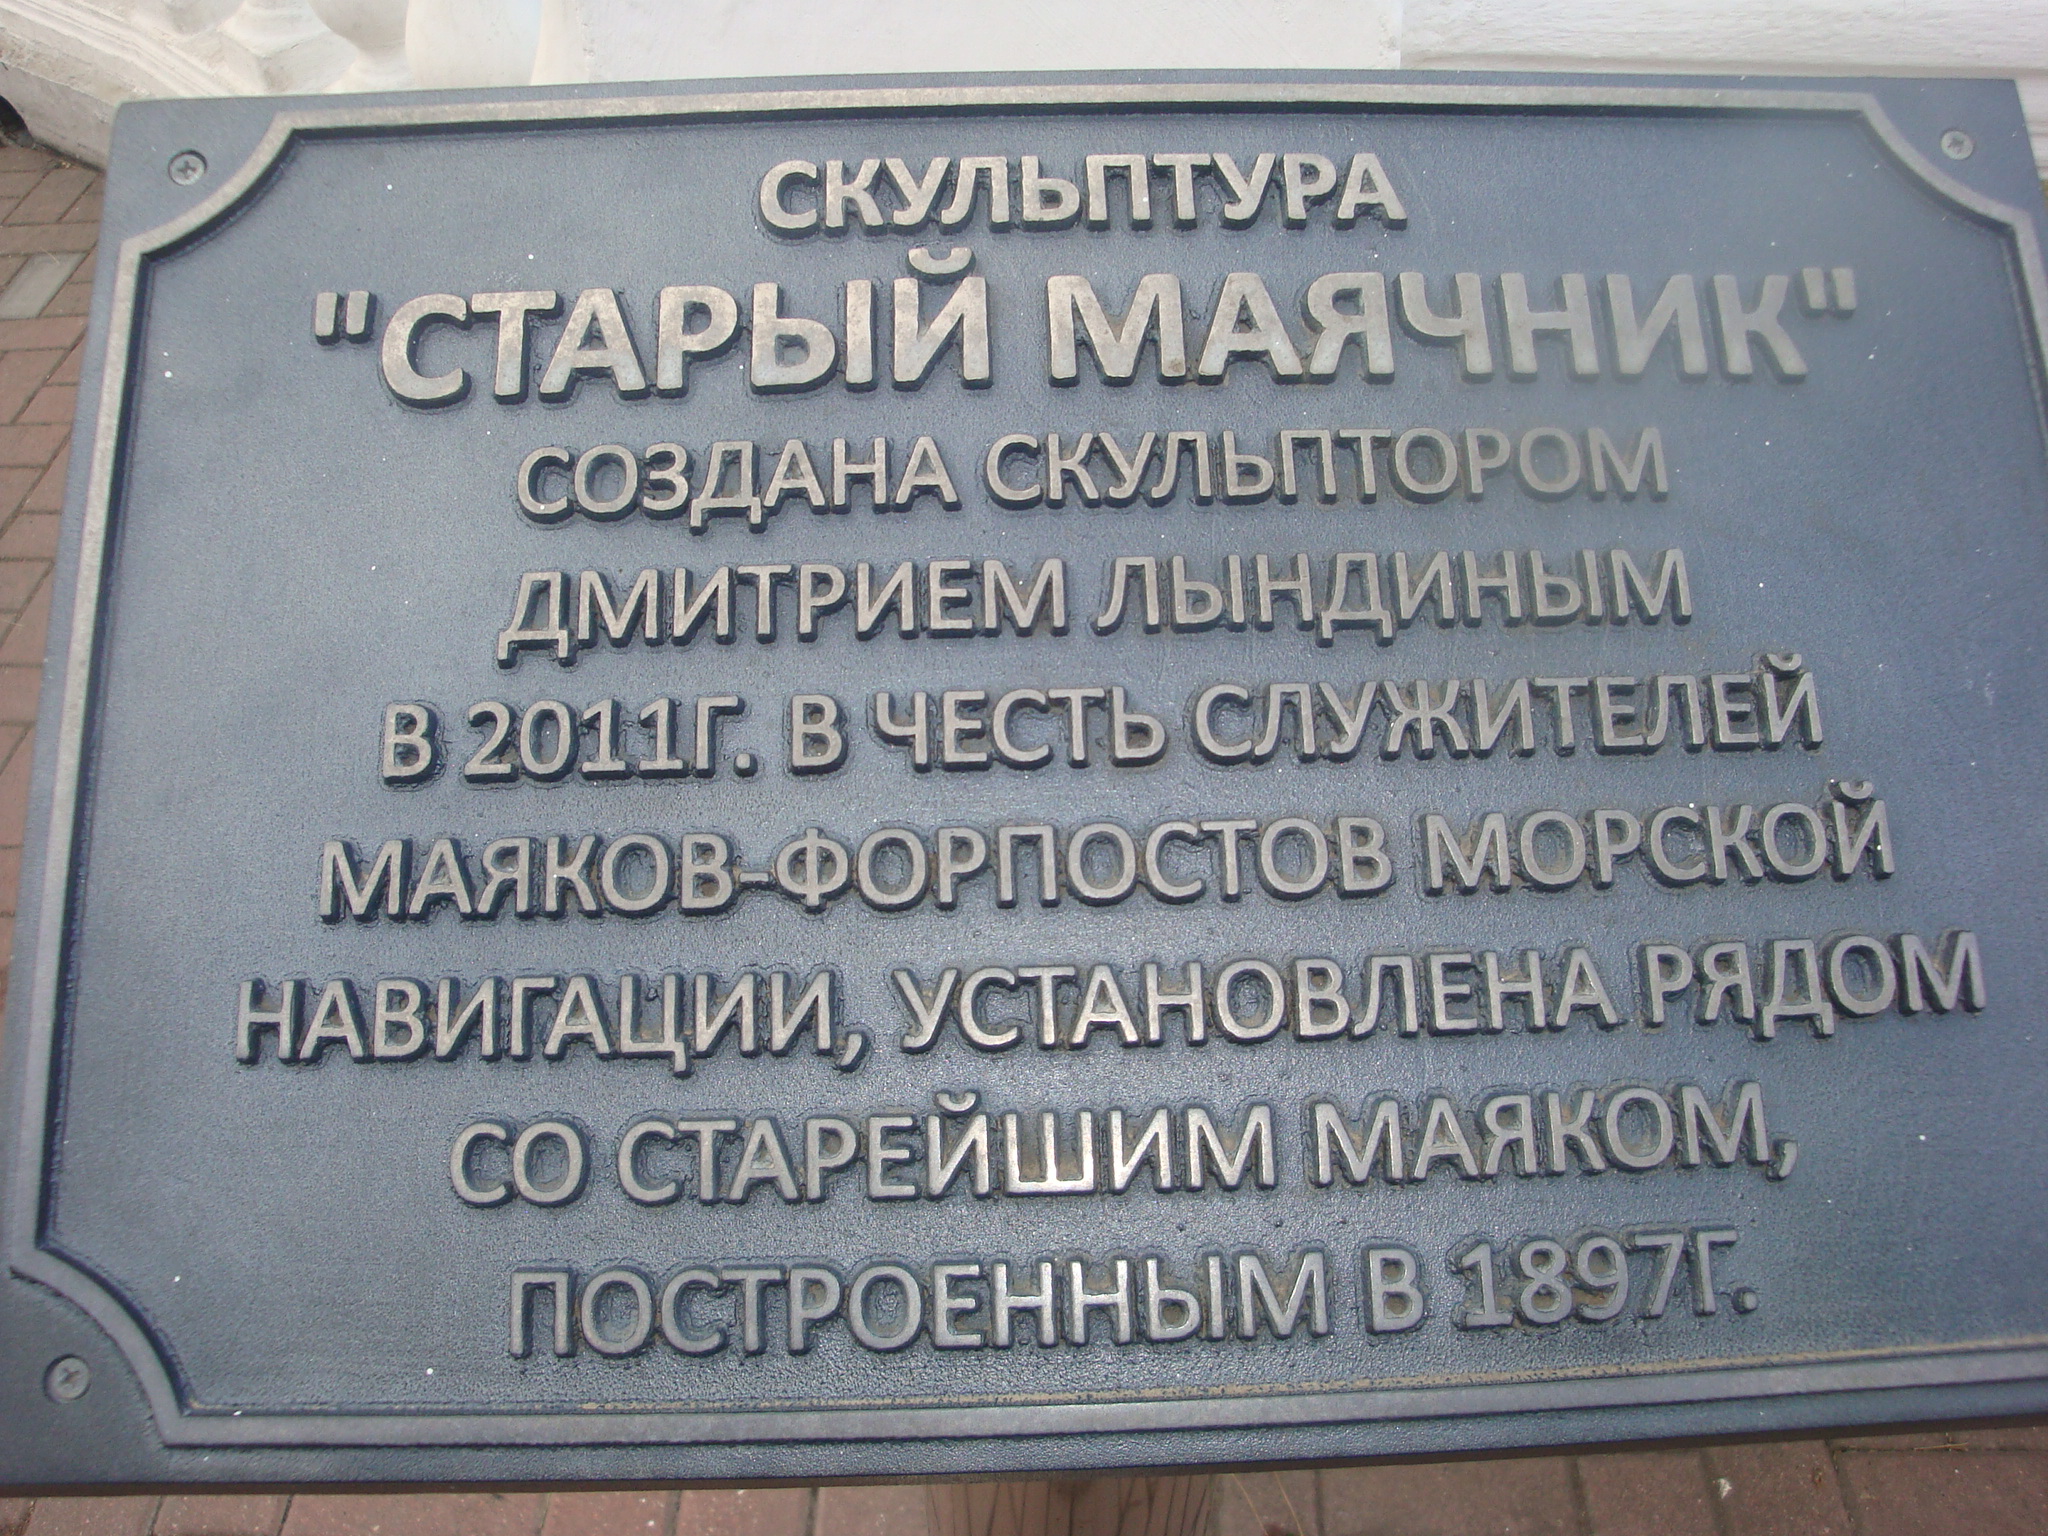 СКУЛЬПТУРА
"СТАРЫЙ МАЯЧНИК"
СОЗДАНА СКУЛЬПТОРОМ
ДМИТРИЕМ ЛЫНДИНЫМ
В 2011Г. В ЧЕСТЬ СЛУЖИТЕЛЕЙ
МАЯКОВ-ФОРПОСТОВ МОРСКОЙ
НАВИГАЦИИ, УСТАНОВЛЕНА РЯДОМ
СО СТАРЕЙШИМ МАЯКОМ,
ПОСТРОЕННЫМ В 1897Г.